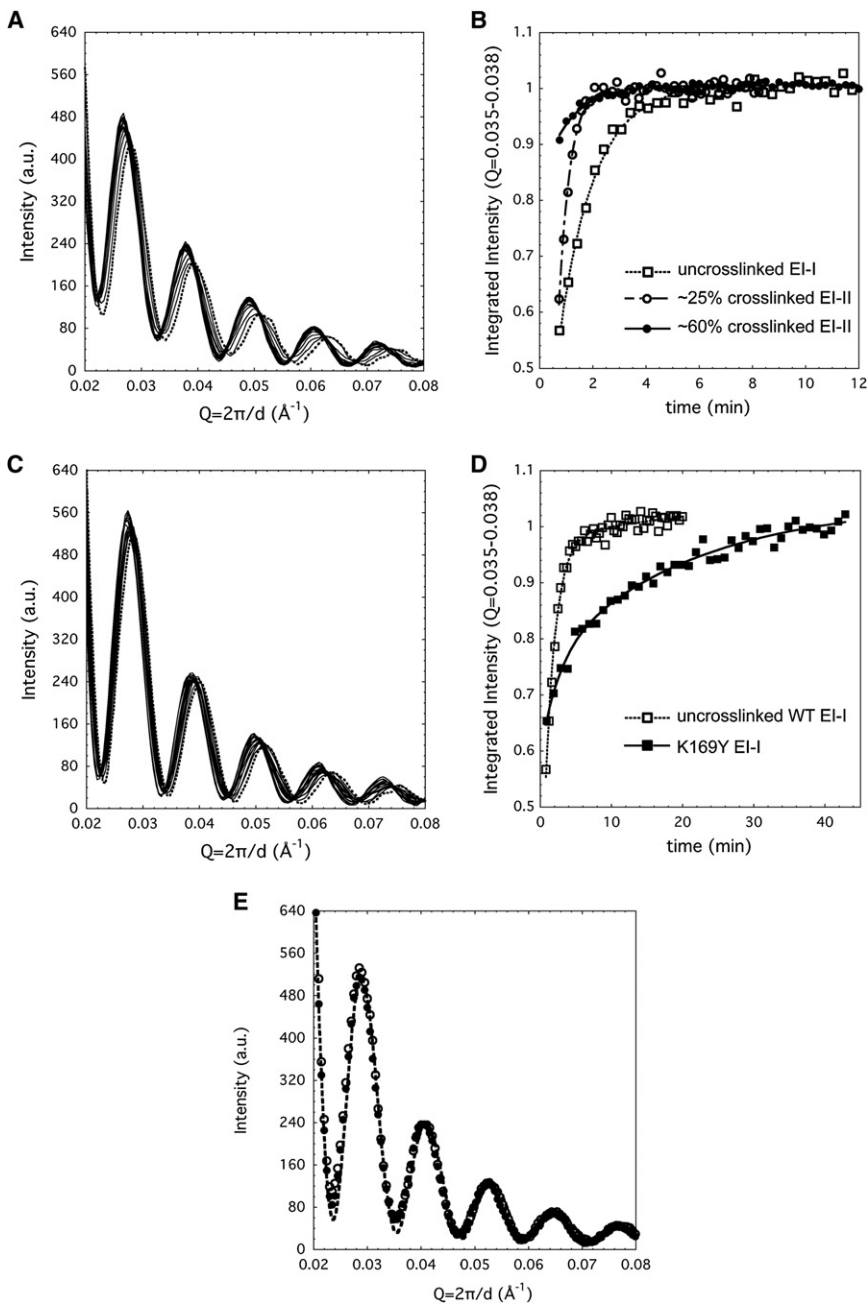 A
640
560
480
400
320
240
160
80
0
Intensity (a.u.)
0.02 0.03 0.04 0.05 0.06 0.07 0.08
Q=2π/d (Å⁻¹)
B
1.1
1
0.9
0.8
0.7
0.6
0.5
Integrated Intensity (Q=0.035-0.038)
uncrosslinked EI-I
~25% crosslinked EI-II
~60% crosslinked EI-II
0 2 4 6 8 10 12
time (min)
C
640
560
480
400
320
240
160
80
0
Intensity (a.u.)
0.02 0.03 0.04 0.05 0.06 0.07 0.08
Q=2π/d (Å⁻¹)
D
1.1
1
0.9
0.8
0.7
0.6
0.5
Integrated Intensity (Q=0.035-0.038)
uncrosslinked WT EI-I
K169Y EI-I
0 10 20 30 40
time (min)
E
640
560
480
400
320
240
160
80
0
Intensity (a.u.)
0.02 0.03 0.04 0.05 0.06 0.07 0.08
Q=2π/d (Å⁻¹)